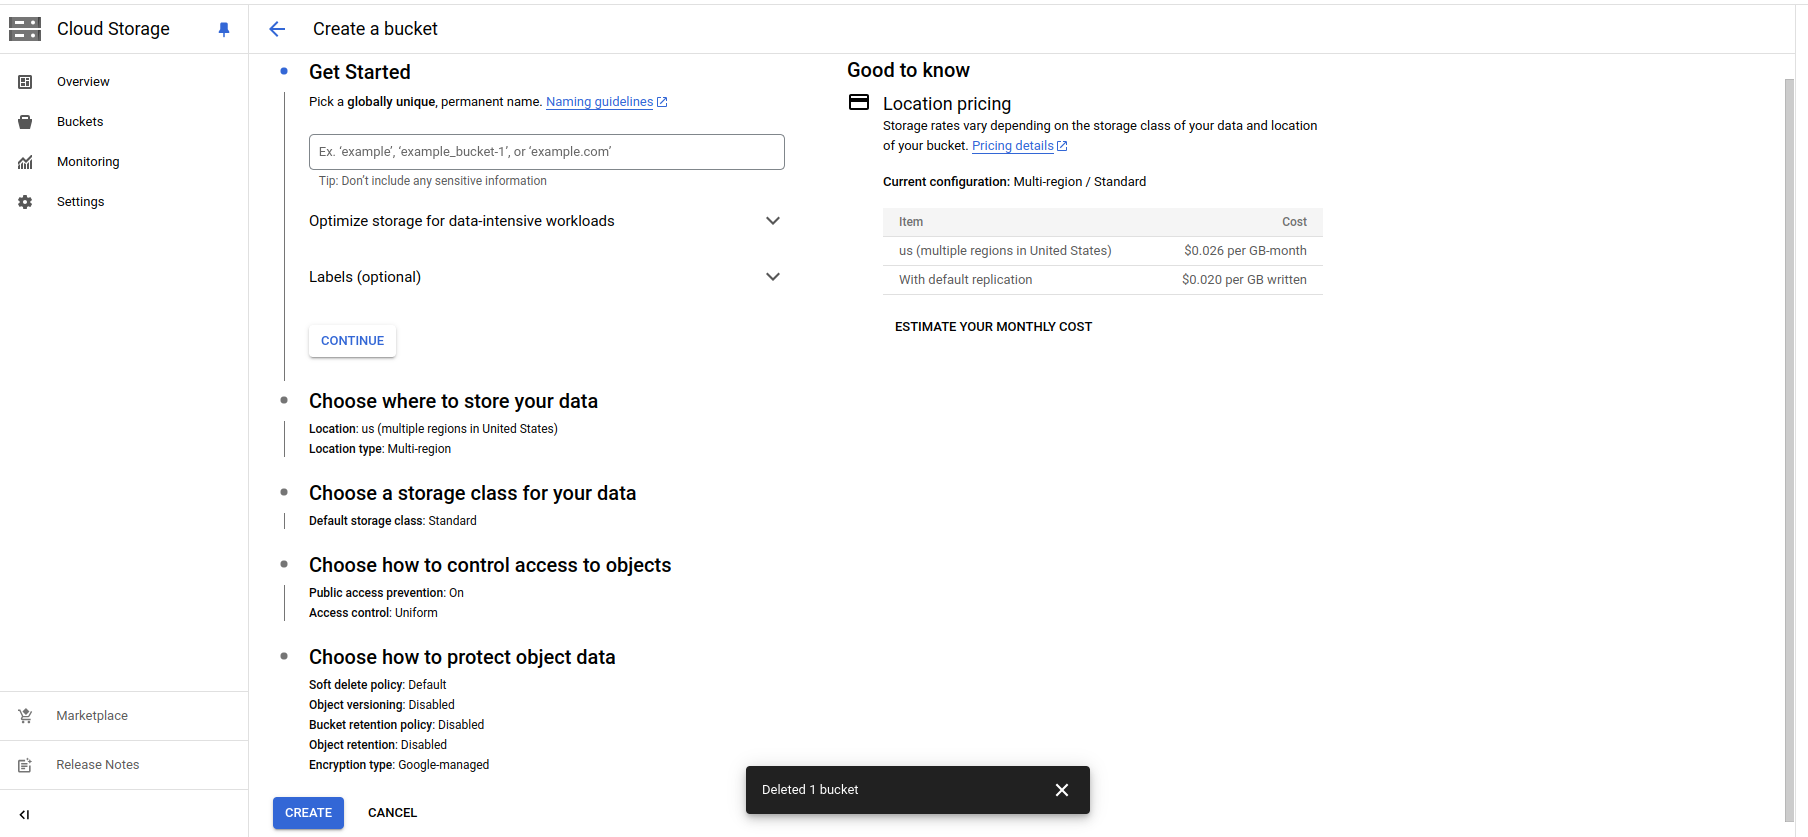 Cloud Storage
Create a bucket
Overview
Buckets
Monitoring
Settings
Marketplace
Release Notes
Get Started
Pick a globally unique, permanent name. Naming guidelines
Ex. ‘example’, ‘example_bucket-1’, or ‘example.com’
Tip: Don’t include any sensitive information
Optimize storage for data-intensive workloads
Labels (optional)
CONTINUE
Choose where to store your data
Location: us (multiple regions in United States)
Location type: Multi-region
Choose a storage class for your data
Default storage class: Standard
Choose how to control access to objects
Public access prevention: On
Access control: Uniform
Choose how to protect object data
Soft delete policy: Default
Object versioning: Disabled
Bucket retention policy: Disabled
Object retention: Disabled
Encryption type: Google-managed
CREATE CANCEL
Good to know
Location pricing
Storage rates vary depending on the storage class of your data and location
of your bucket. Pricing details
Current configuration: Multi-region / Standard
Item Cost
us (multiple regions in United States) $0.026 per GB-month
With default replication $0.020 per GB written
ESTIMATE YOUR MONTHLY COST
Deleted 1 bucket